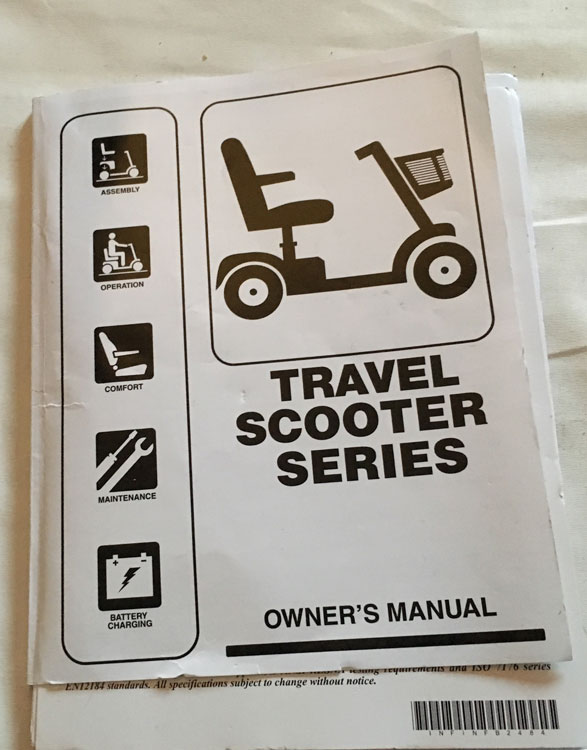 ASSEMBLY
OPERATION
COMFORT
MAINTENANCE
BATTERY
CHARGING
TRAVEL
SCOOTER
SERIES
OWNER'S MANUAL
testing requirements and ISO 7176 series
EN12184 standards. All specifications subject to change without notice.
INFINFB2484